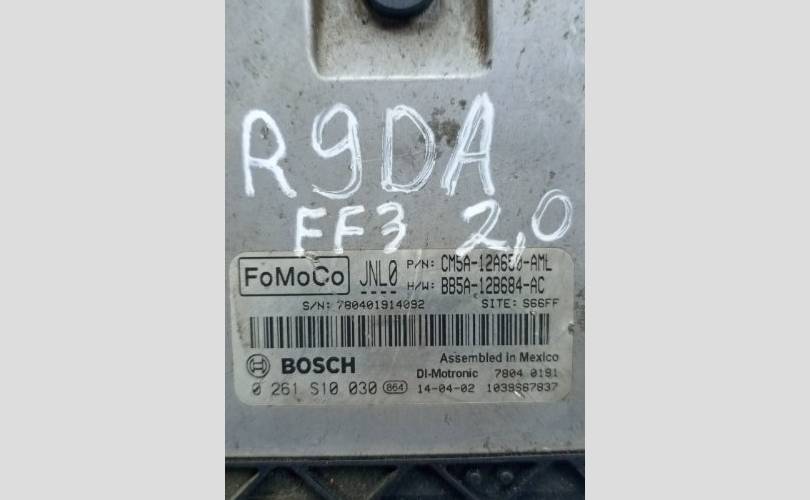 R9DA
FF3 2,0
FoMoCo JNL0 P/N: CM5A-12A650-AML
H/W: BB5A-12B684-AC
S/N: 780401914092 SITE: S66FF
BOSCH Assembled in Mexico
DI-Motronic 7804 0191
0 261 S10 030 864 14-04-02 1039S67837